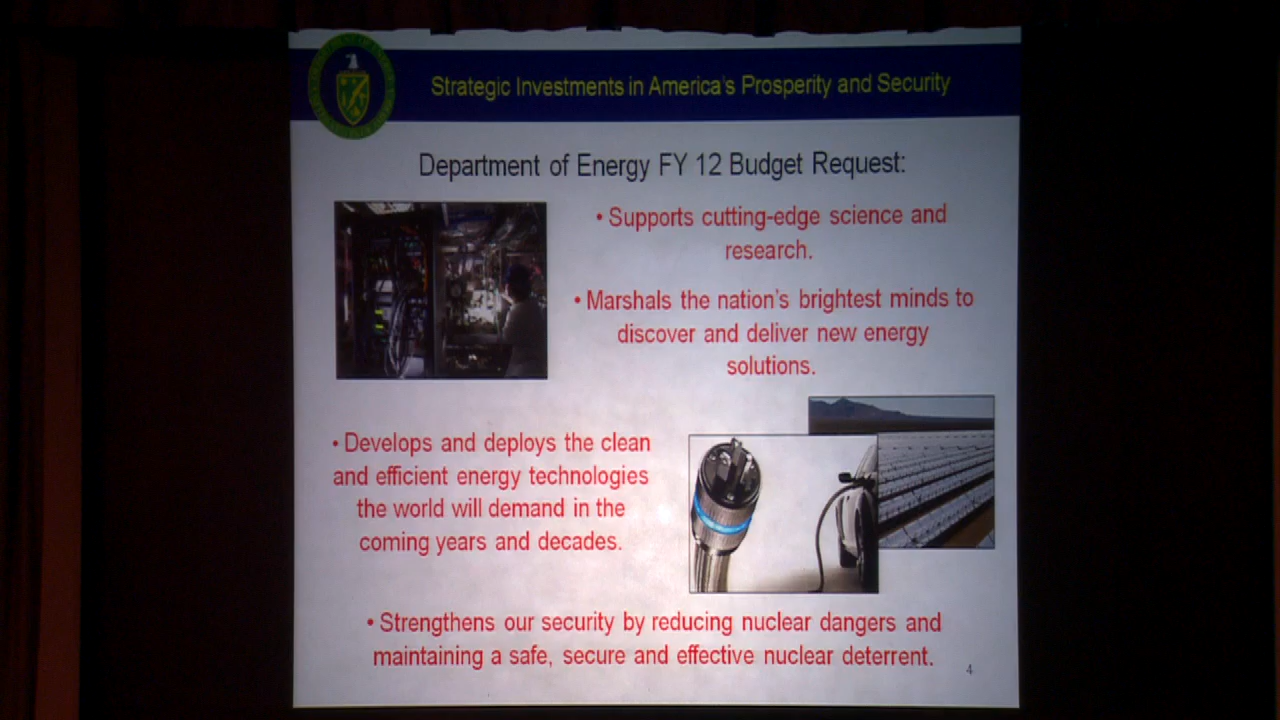 Strategic Investments in America's Prosperity and Security
Department of Energy FY 12 Budget Request:
• Supports cutting-edge science and
research.
• Marshals the nation's brightest minds to
discover and deliver new energy
solutions.
• Develops and deploys the clean
and efficient energy technologies
the world will demand in the
coming years and decades.
• Strengthens our security by reducing nuclear dangers and
maintaining a safe, secure and effective nuclear deterrent.
4